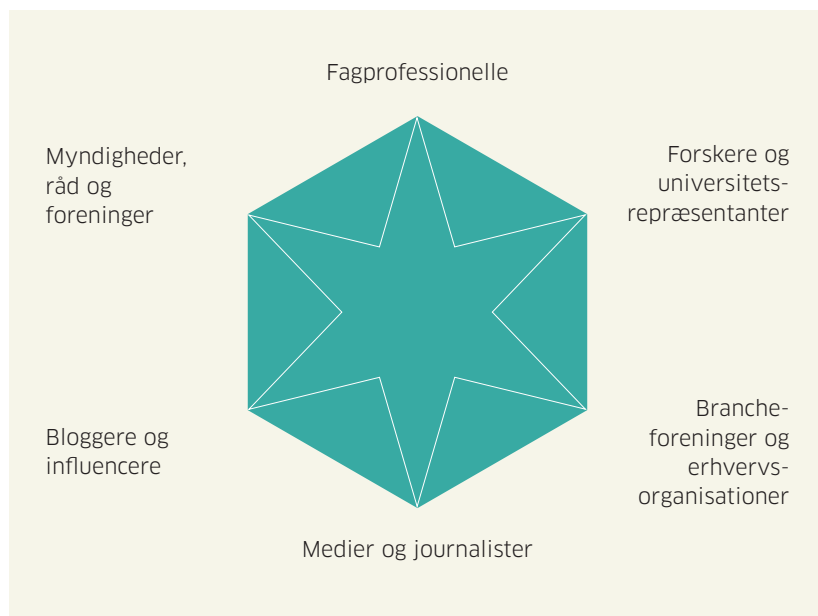 Fagprofessionelle
Myndigheder,
råd og
foreninger
Forskere og
universitets-
repræsentanter
Bloggere og
influencere
Branche-
foreninger og
erhvervs-
organisationer
Medier og journalister